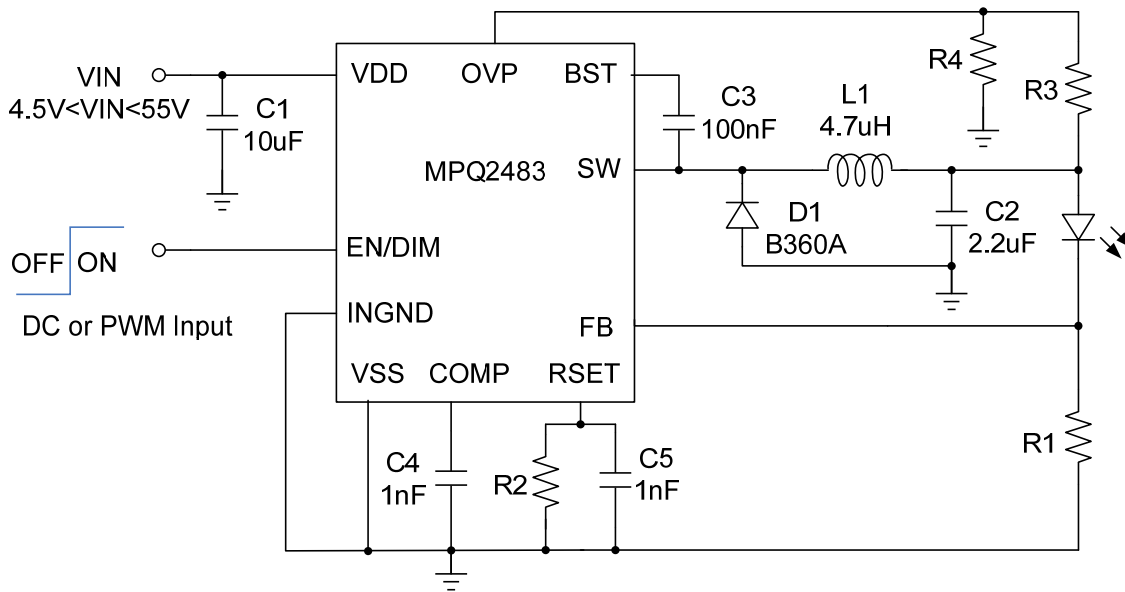 VIN
4.5V<VIN<55V
C1
10uF
VDD
OVP
BST
MPQ2483
SW
EN/DIM
INGND
FB
VSS
COMP
RSET
C3
100nF
L1
4.7uH
R4
R3
D1
B360A
C2
2.2uF
OFF
ON
DC or PWM Input
C4
1nF
R2
C5
1nF
R1